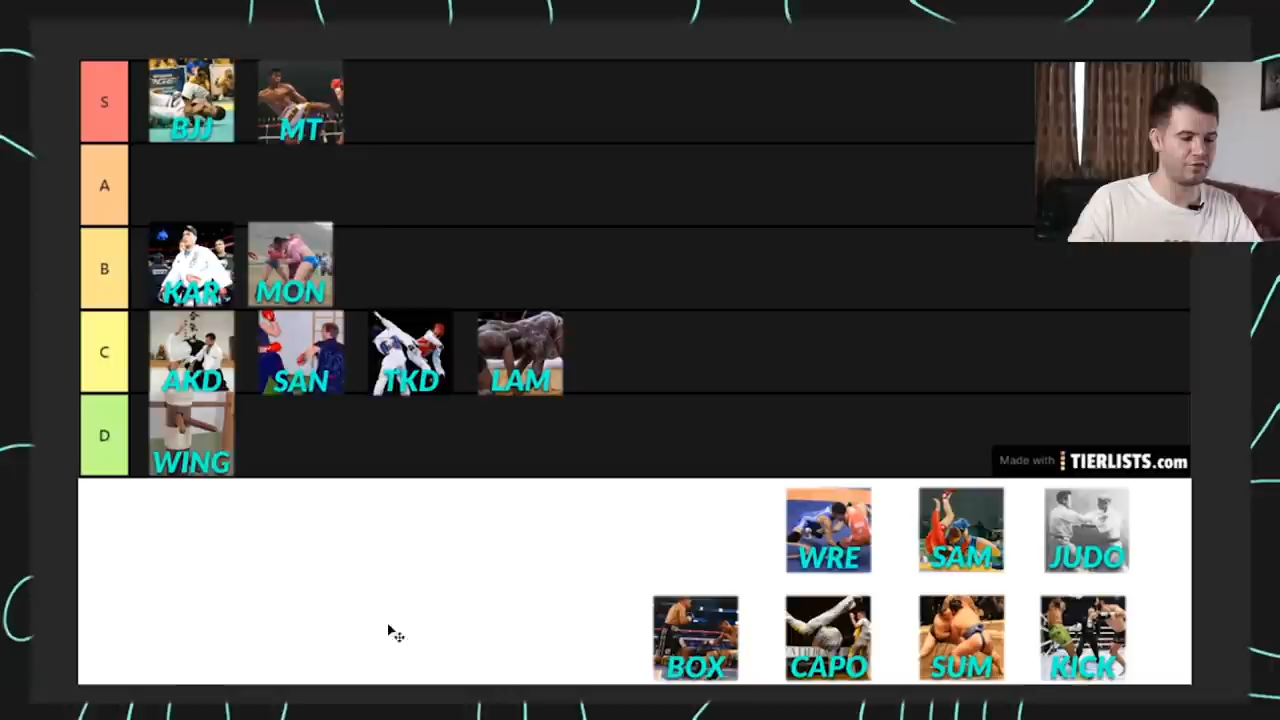 S
BJJ
MT
A
B
KAR
MON
C
AKD
SAN
TKD
LAM
D
WING
Made with TIERLISTS.com
WRE
SAM
JUDO
BOX
CAPO
SUM
KICK